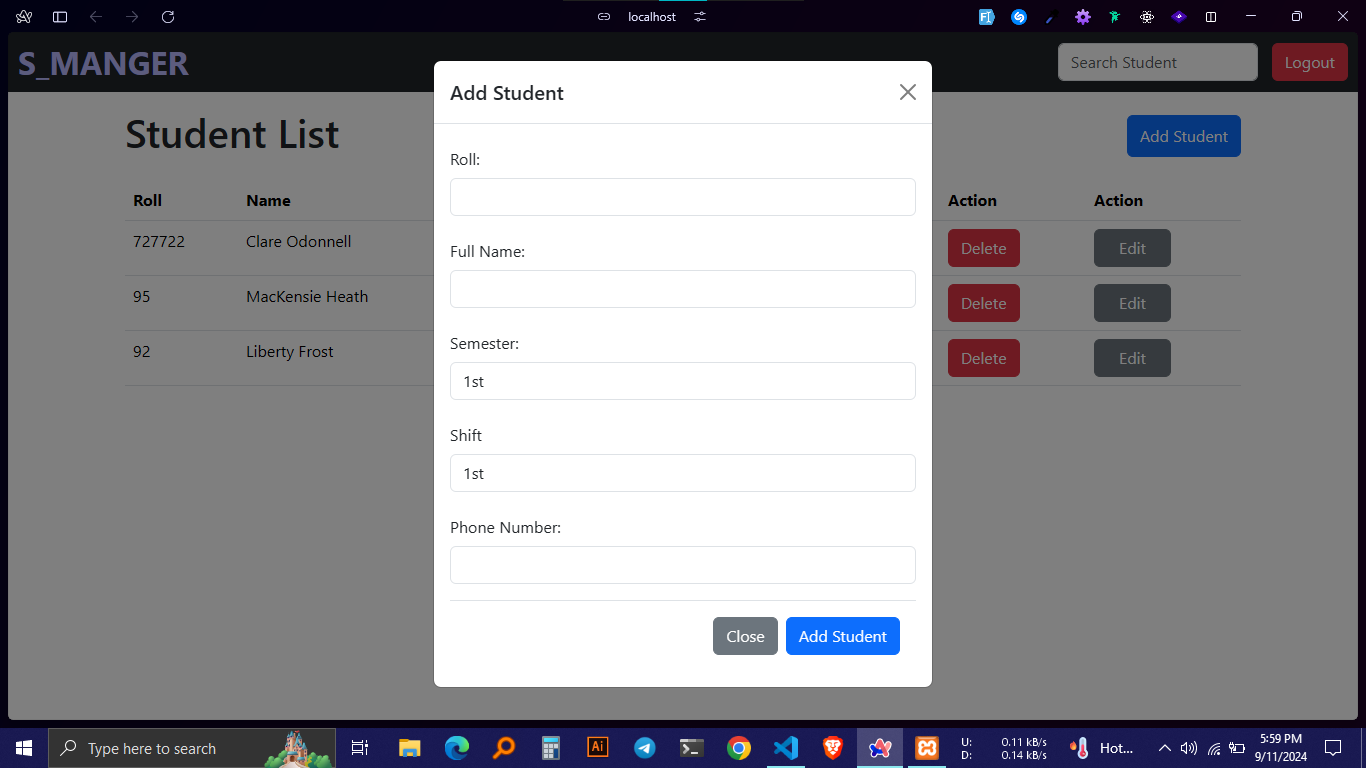 localhost
S_MANGER
Search Student
Logout
Student List
Add Student
Roll Name Action Action
727722 Clare Odonnell Delete Edit
95 MacKensie Heath Delete Edit
92 Liberty Frost Delete Edit
Add Student
Roll:
Full Name:
Semester:
1st
Shift
1st
Phone Number:
Close Add Student
Type here to search
Ai
U: 0.11 kB/s
D: 0.14 kB/s
Hot...
5:59 PM
9/11/2024